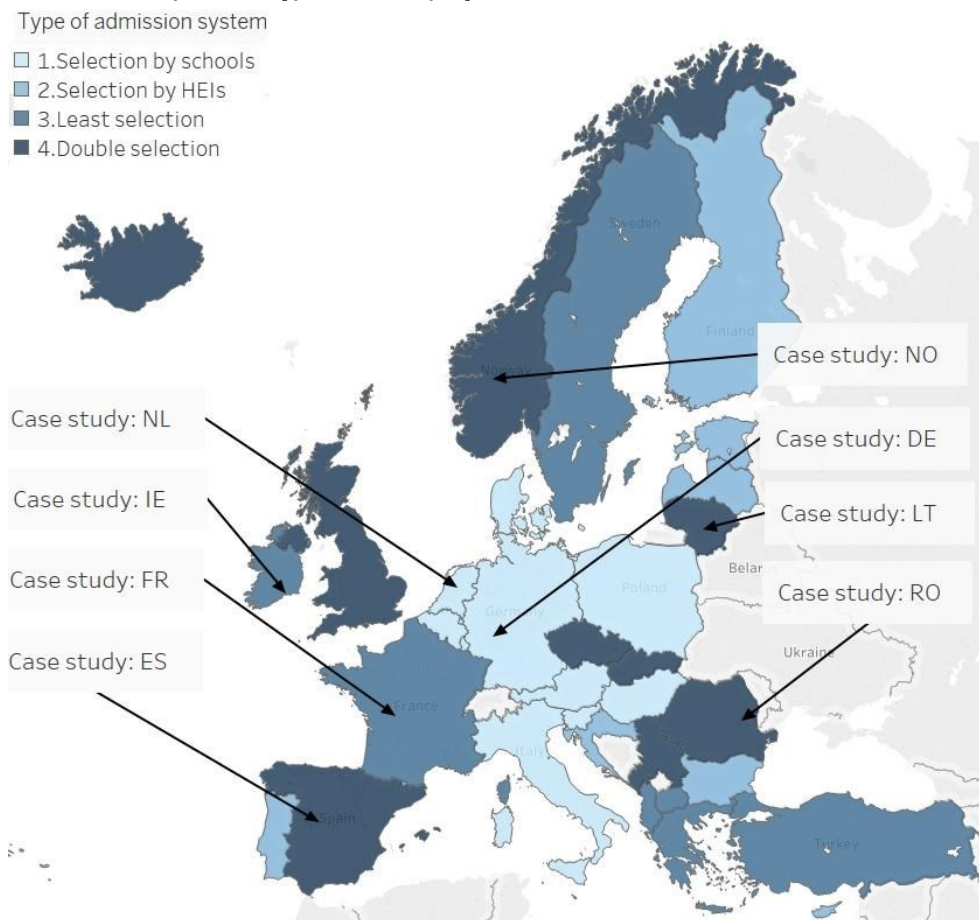 Type of admission system
1.Selection by schools
2.Selection by HEIs
3.Least selection
4.Double selection
Sweden
Finland
Norway
Case study: NO
Case study: NL
Case study: DE
Case study: IE
Case study: LT
Belar
Poland
Germany
Case study: FR
Case study: RO
Ukraine
Case study: ES
France
Italy
Spain
Turkey